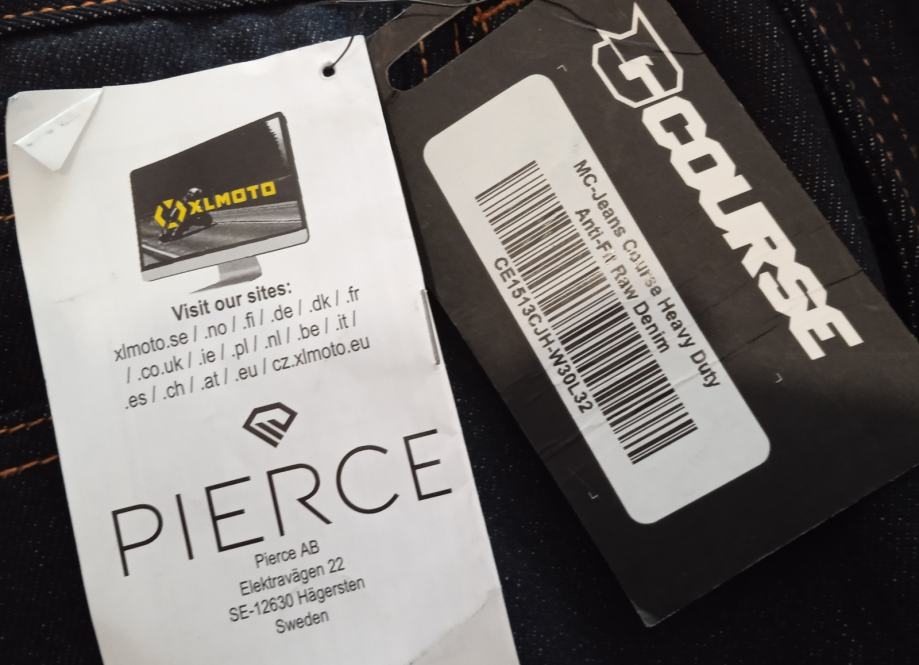 XLMOTO
Visit our sites:
xlmoto.se / .no / .fi / .de / .dk / .fr
/ .co.uk / .ie / .pl / .nl / .be / .it /
.es / .ch / .at / .eu / cz.xlmoto.eu
PIERCE
Pierce AB
Elektravägen 22
SE-12630 Hägersten
Sweden
COURSE
MC-Jeans Course Heavy Duty
Anti-Fit Raw Denim
CE1513CJH-W30L32